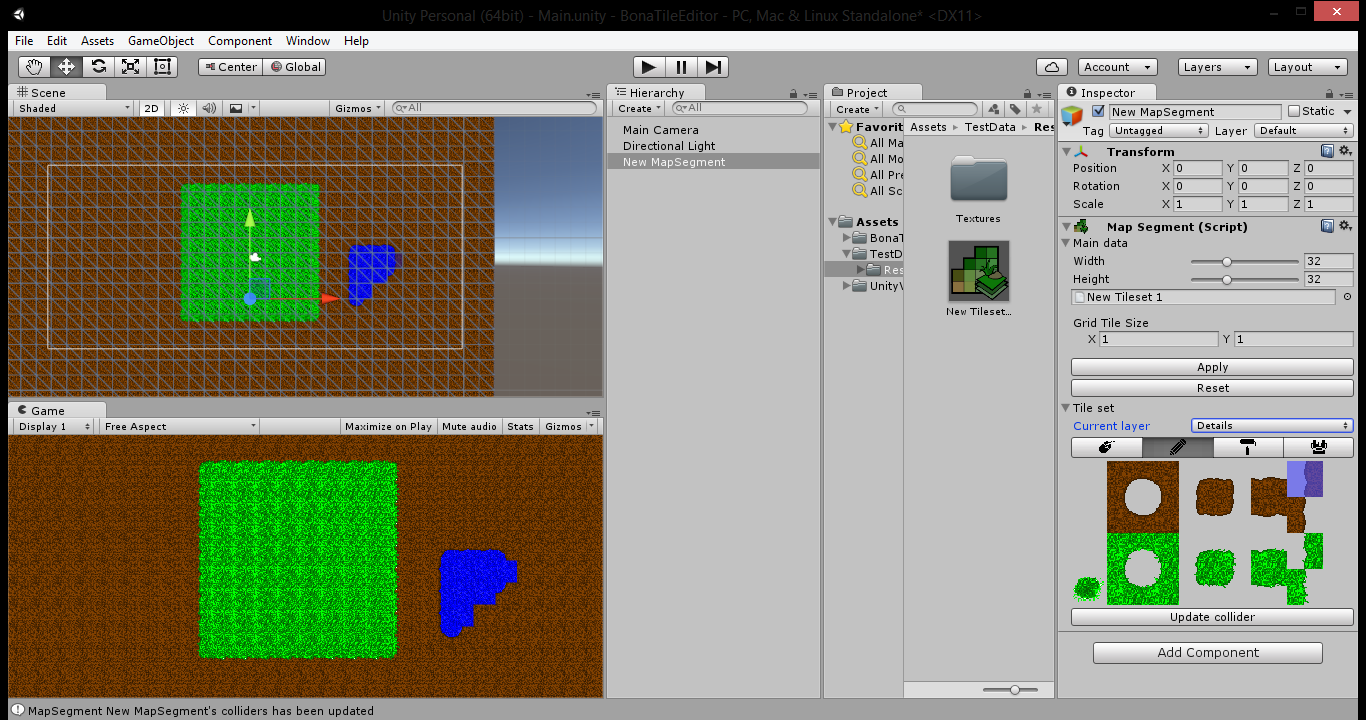 Unity Personal (64bit) - Main.unity - BonaTileEditor - PC, Mac & Linux Standalone* <DX11>
File Edit Assets GameObject Component Window Help
Center Global Account Layers Layout
Scene
Shaded 2D Gizmos All
Hierarchy
Create All
Main Camera
Directional Light
New MapSegment
Game
Display 1 Free Aspect Maximize on Play Mute audio Stats Gizmos
Project
Create
Favorit
All Ma
All Mo
All Pre
All Sc
Assets
BonaT
TestD
Res
UnityV
Assets TestData Res
Textures
New Tileset...
Inspector
New MapSegment Static
Tag Untagged Layer Default
Transform
Position X 0 Y 0 Z 0
Rotation X 0 Y 0 Z 0
Scale X 1 Y 1 Z 1
Map Segment (Script)
Main data
Width 32
Height 32
New Tileset 1
Grid Tile Size
X 1 Y 1
Apply
Reset
Tile set
Current layer Details
Update collider
Add Component
MapSegment New MapSegment's colliders has been updated